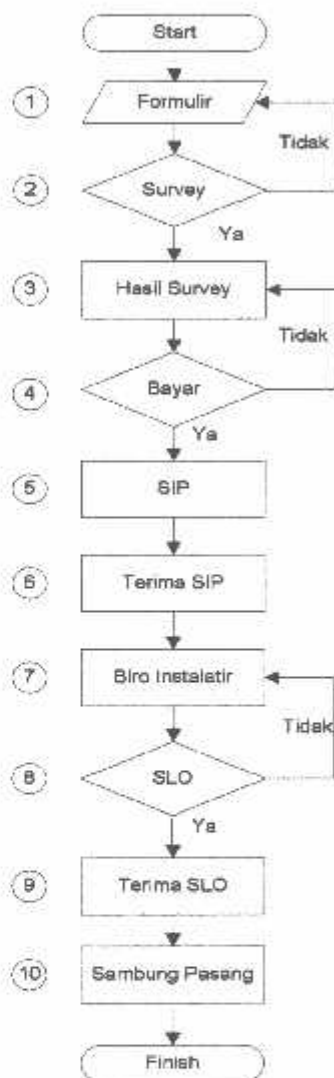 Start
1
Formulir
Tidak
2
Survey
Ya
3
Hasil Survey
Tidak
4
Bayar
Ya
5
SIP
6
Terima SIP
7
Biro Instalatir
Tidak
8
SLO
Ya
9
Terima SLO
10
Sambung Pasang
Finish